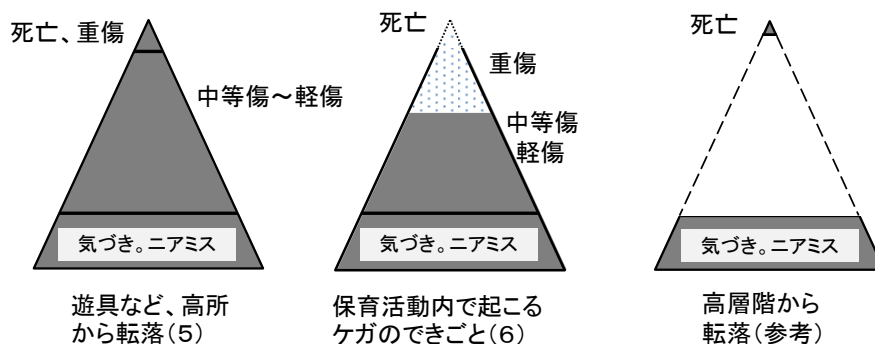 死亡、重傷
中等傷～軽傷
気づき。ニアミス
遊具など、高所
から転落(5)
死亡
重傷
中等傷
軽傷
気づき。ニアミス
保育活動内で起こる
ケガのできごと(6)
死亡
気づき。ニアミス
高層階から
転落(参考)